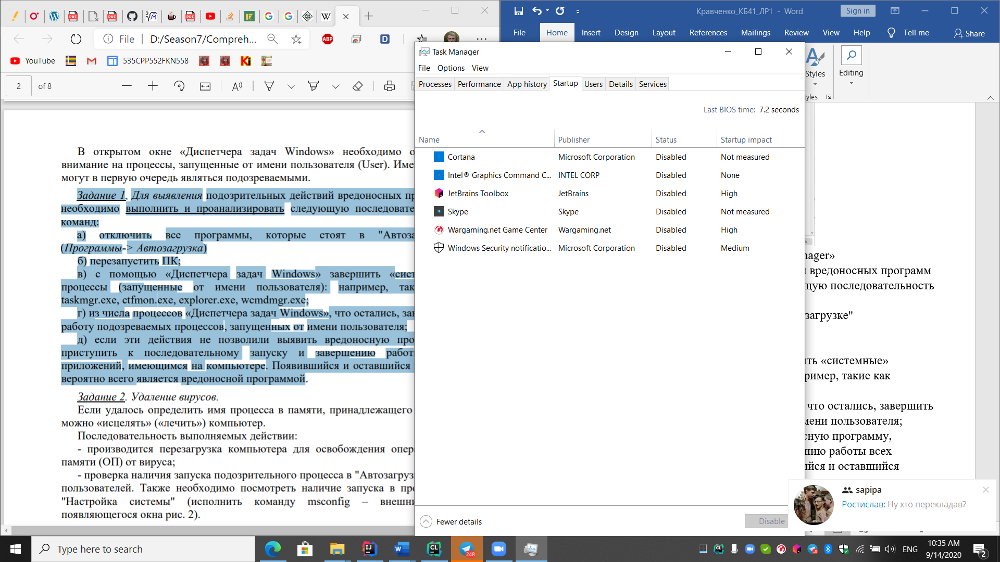 File
D:/Season7/Compreh...
ABP
YouTube
535CPP552FKN558
2
of 8
В открытом окне «Диспетчера задач Windows» необходимо о
внимание на процессы, запущенные от имени пользователя (User). Име
могут в первую очередь являться подозреваемыми.
Задание 1. Для выявления подозрительных действий вредоносных пр
необходимо выполнить и проанализировать следующую последовате
команд:
а) отключить все программы, которые стоят в "Автоза
(Программы-> Автозагрузка)
б) перезапустить ПК;
в) с помощью «Диспетчера задач Windows» завершить «сист
процессы (запущенные от имени пользователя): например, так
taskmgr.exe, ctfmon.exe, explorer.exe, wcmdmgr.exe;
г) из числа процессов «Диспетчера задач Windows», что остались, за
работу подозреваемых процессов, запущенных от имени пользователя;
д) если эти действия не позволили выявить вредоносную про
приступить к последовательному запуску и завершению работ
приложений, имеющимся на компьютере. Появившийся и оставшийся
вероятно всего является вредоносной программой.
Задание 2. Удаление вирусов.
Если удалось определить имя процесса в памяти, принадлежащего
можно «исцелять» («лечить») компьютер.
Последовательность выполняемых действии:
- производится перезагрузка компьютера для освобождения опер
памяти (ОП) от вируса;
- проверка наличия запуска подозрительного процесса в "Автозагруз
пользователей. Также необходимо посмотреть наличие запуска в пр
"Настройка системы" (исполнить команду msconfig – внешни
появляющегося окна рис. 2).
Кравченко_КБ41_ЛР1 - Word
Sign in
File Home Insert Design Layout References Mailings Review View Help Tell me Share
Styles
Editing
tyles
Task Manager
File Options View
Processes Performance App history Startup Users Details Services
Last BIOS time: 7.2 seconds
Name Publisher Status Startup impact
Cortana Microsoft Corporation Disabled Not measured
Intel® Graphics Command C... INTEL CORP Disabled None
JetBrains Toolbox JetBrains Disabled High
Skype Skype Disabled Not measured
Wargaming.net Game Center Wargaming.net Disabled High
Windows Security notificatio... Microsoft Corporation Disabled Medium
Fewer details
Disable
nager»
вредоносных программ
щую последовательность
загрузке"
ить «системные»
ример, такие как
что остались, завершить
мени пользователя;
сную программу,
нию работы всех
йся и оставшийся
sapipa
Ростислав: Ну хто перекладав?
Type here to search
248
ENG
10:35 AM
9/14/2020
2